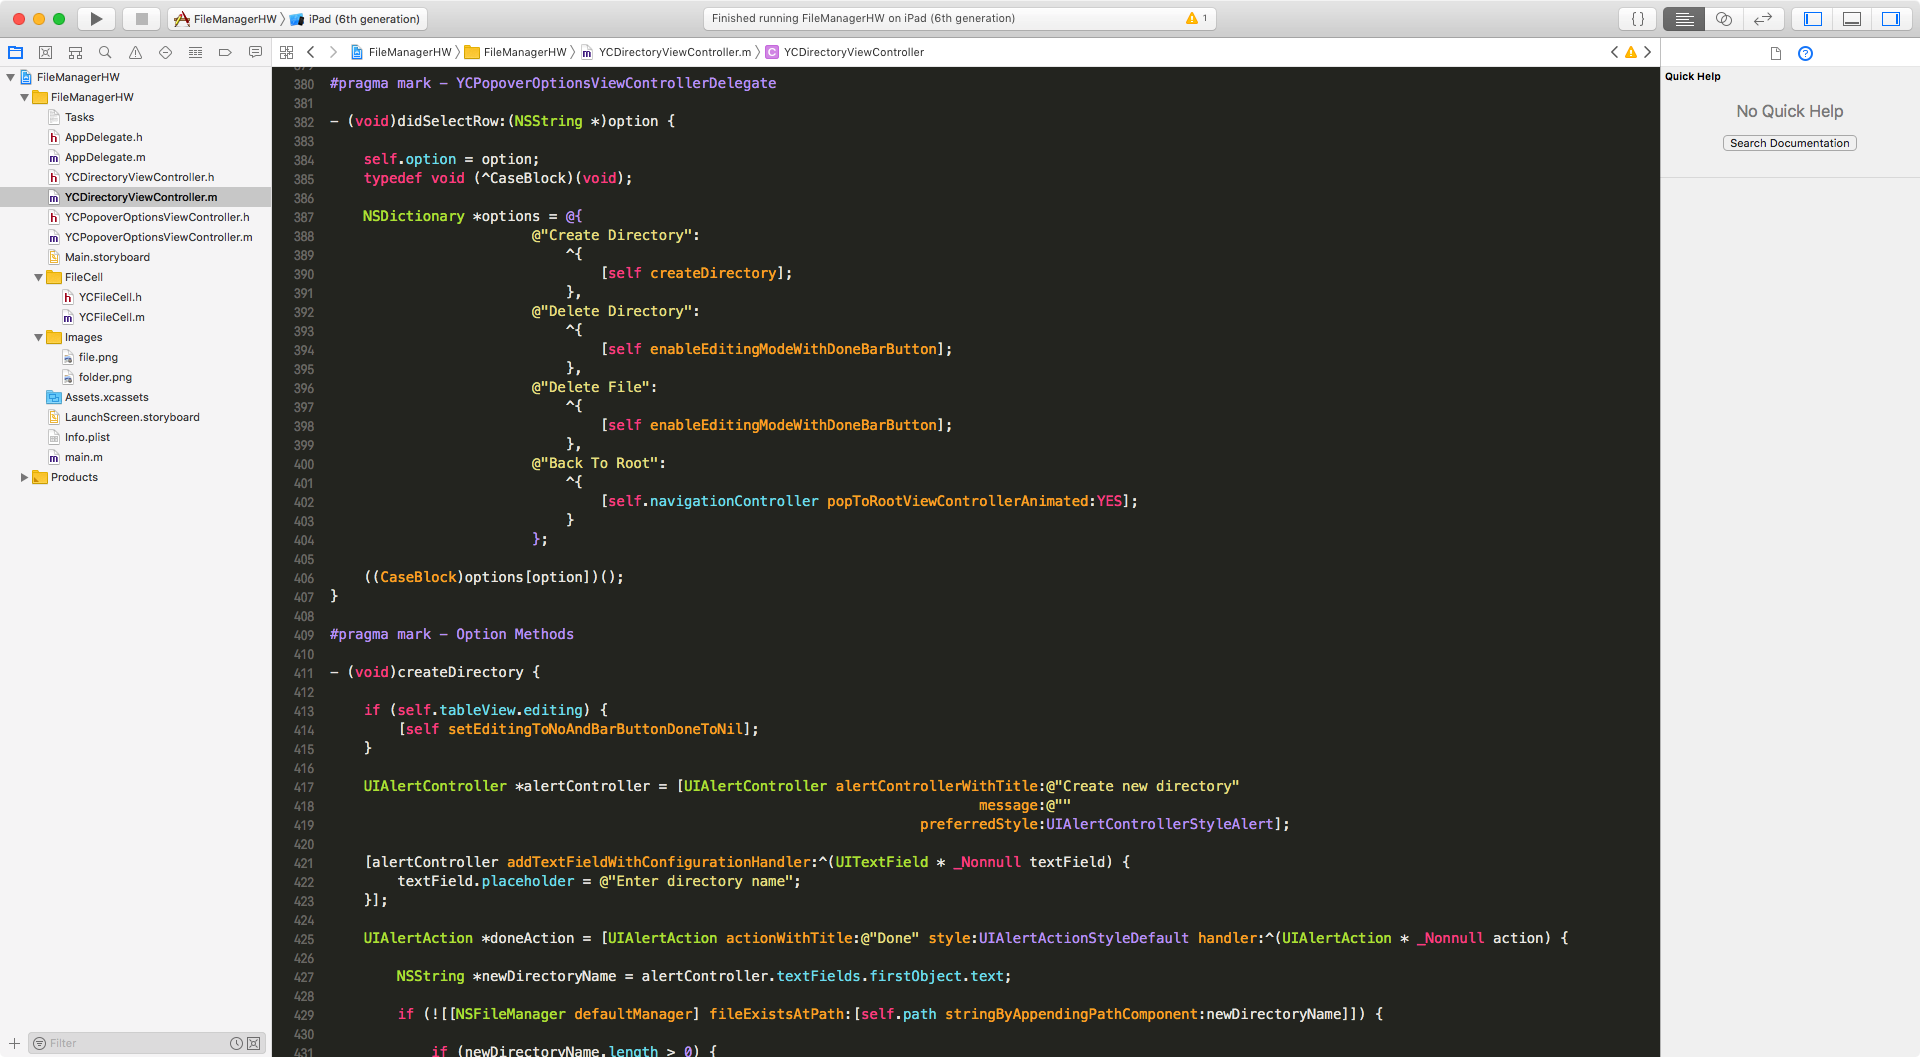 FileManagerHW
iPad (6th generation)
Finished running FileManagerHW on iPad (6th generation)
1
{ }
FileManagerHW
FileManagerHW
YCDirectoryViewController.m
C
YCDirectoryViewController
FileManagerHW
FileManagerHW
Tasks
h AppDelegate.h
m AppDelegate.m
h YCDirectoryViewController.h
m YCDirectoryViewController.m
h YCPopoverOptionsViewController.h
m YCPopoverOptionsViewController.m
Main.storyboard
FileCell
h YCFileCell.h
m YCFileCell.m
Images
file.png
folder.png
Assets.xcassets
LaunchScreen.storyboard
Info.plist
m main.m
Products
Filter
379
380 #pragma mark - YCPopoverOptionsViewControllerDelegate
381
382 - (void)didSelectRow:(NSString *)option {
383
384     self.option = option;
385     typedef void (^CaseBlock)(void);
386
387     NSDictionary *options = @{
388                         @"Create Directory":
389                             ^{
390                                 [self createDirectory];
391                             },
392                         @"Delete Directory":
393                             ^{
394                                 [self enableEditingModeWithDoneBarButton];
395                             },
396                         @"Delete File":
397                             ^{
398                                 [self enableEditingModeWithDoneBarButton];
399                             },
400                         @"Back To Root":
401                             ^{
402                                 [self.navigationController popToRootViewControllerAnimated:YES];
403                             }
404                         };
405
406     ((CaseBlock)options[option])();
407 }
408
409 #pragma mark - Option Methods
410
411 - (void)createDirectory {
412
413     if (self.tableView.editing) {
414         [self setEditingToNoAndBarButtonDoneToNil];
415     }
416
417     UIAlertController *alertController = [UIAlertController alertControllerWithTitle:@"Create new directory"
418                                                                              message:@""
419                                                                       preferredStyle:UIAlertControllerStyleAlert];
420
421     [alertController addTextFieldWithConfigurationHandler:^(UITextField * _Nonnull textField) {
422         textField.placeholder = @"Enter directory name";
423     }];
424
425     UIAlertAction *doneAction = [UIAlertAction actionWithTitle:@"Done" style:UIAlertActionStyleDefault handler:^(UIAlertAction * _Nonnull action) {
426
427         NSString *newDirectoryName = alertController.textFields.firstObject.text;
428
429         if (![[NSFileManager defaultManager] fileExistsAtPath:[self.path stringByAppendingPathComponent:newDirectoryName]]) {
430
431             if (newDirectoryName.length > 0) {
Quick Help
No Quick Help
Search Documentation